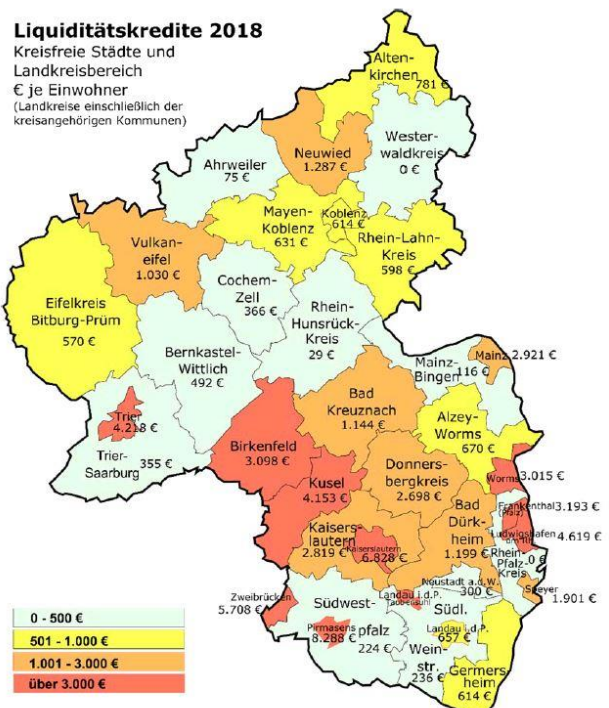 Liquiditätskredite 2018
Kreisfreie Städte und
Landkreisbereich
€ je Einwohner
(Landkreise einschließlich der
kreisangehörigen Kommunen)
Alten-
kirchen
781 €
Wester-
waldkreis
0 €
Neuwied
1.287 €
Ahrweiler
75 €
Mayen-
Koblenz
631 €
Koblenz
614 €
Rhein-Lahn-
Kreis
598 €
Vulkan-
eifel
1.030 €
Cochem-
Zell
366 €
Rhein-
Hunsrück-
Kreis
29 €
Eifelkreis
Bitburg-Prüm
570 €
Bernkastel-
Wittlich
492 €
Mainz-
Bingen
116 €
Mainz 2.921 €
Bad
Kreuznach
1.144 €
Alzey-
Worms
670 €
Trier
4.218 €
Trier-
Saarburg
355 €
Birkenfeld
3.098 €
Kusel
4.153 €
Donners-
bergkreis
2.698 €
Worms 3.015 €
Frankenthal
(Pfalz)
3.193 €
Ludwigshafen
4.619 €
Kaisers-
lautern
2.819 €
Kaiserslautern
6.828 €
Bad
Dürk-
heim
1.199 €
Rhein-
Pfalz-
Kreis
0 €
Neustadt a.d.W.
300 €
Speyer
1.901 €
Zweibrücken
5.708 €
Landau i.d.P.
Südwest-
pfalz
224 €
Pirmasens
8.288 €
Südl.
Wein-
str.
236 €
Landau i.d.P.
657 €
Germers-
heim
614 €
0 - 500 €
501 - 1.000 €
1.001 - 3.000 €
über 3.000 €